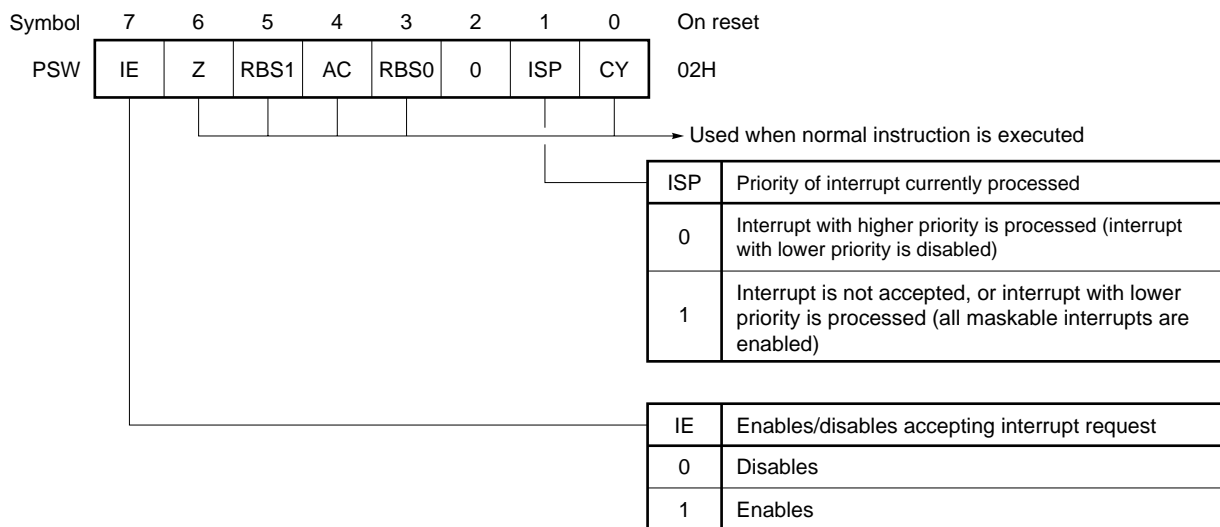 Symbol 7 6 5 4 3 2 1 0 On reset
PSW IE Z RBS1 AC RBS0 0 ISP CY 02H
Used when normal instruction is executed
ISP Priority of interrupt currently processed
0 Interrupt with higher priority is processed (interrupt
with lower priority is disabled)
1 Interrupt is not accepted, or interrupt with lower
priority is processed (all maskable interrupts are
enabled)
IE Enables/disables accepting interrupt request
0 Disables
1 Enables